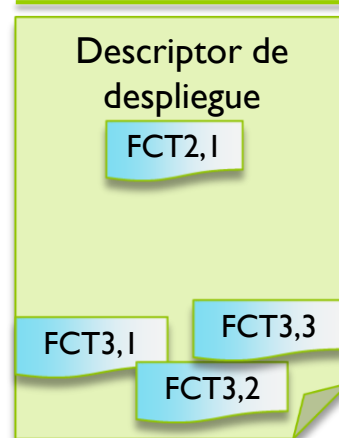 Descriptor de
despliegue
FCT2,1
FCT3,1
FCT3,3
FCT3,2